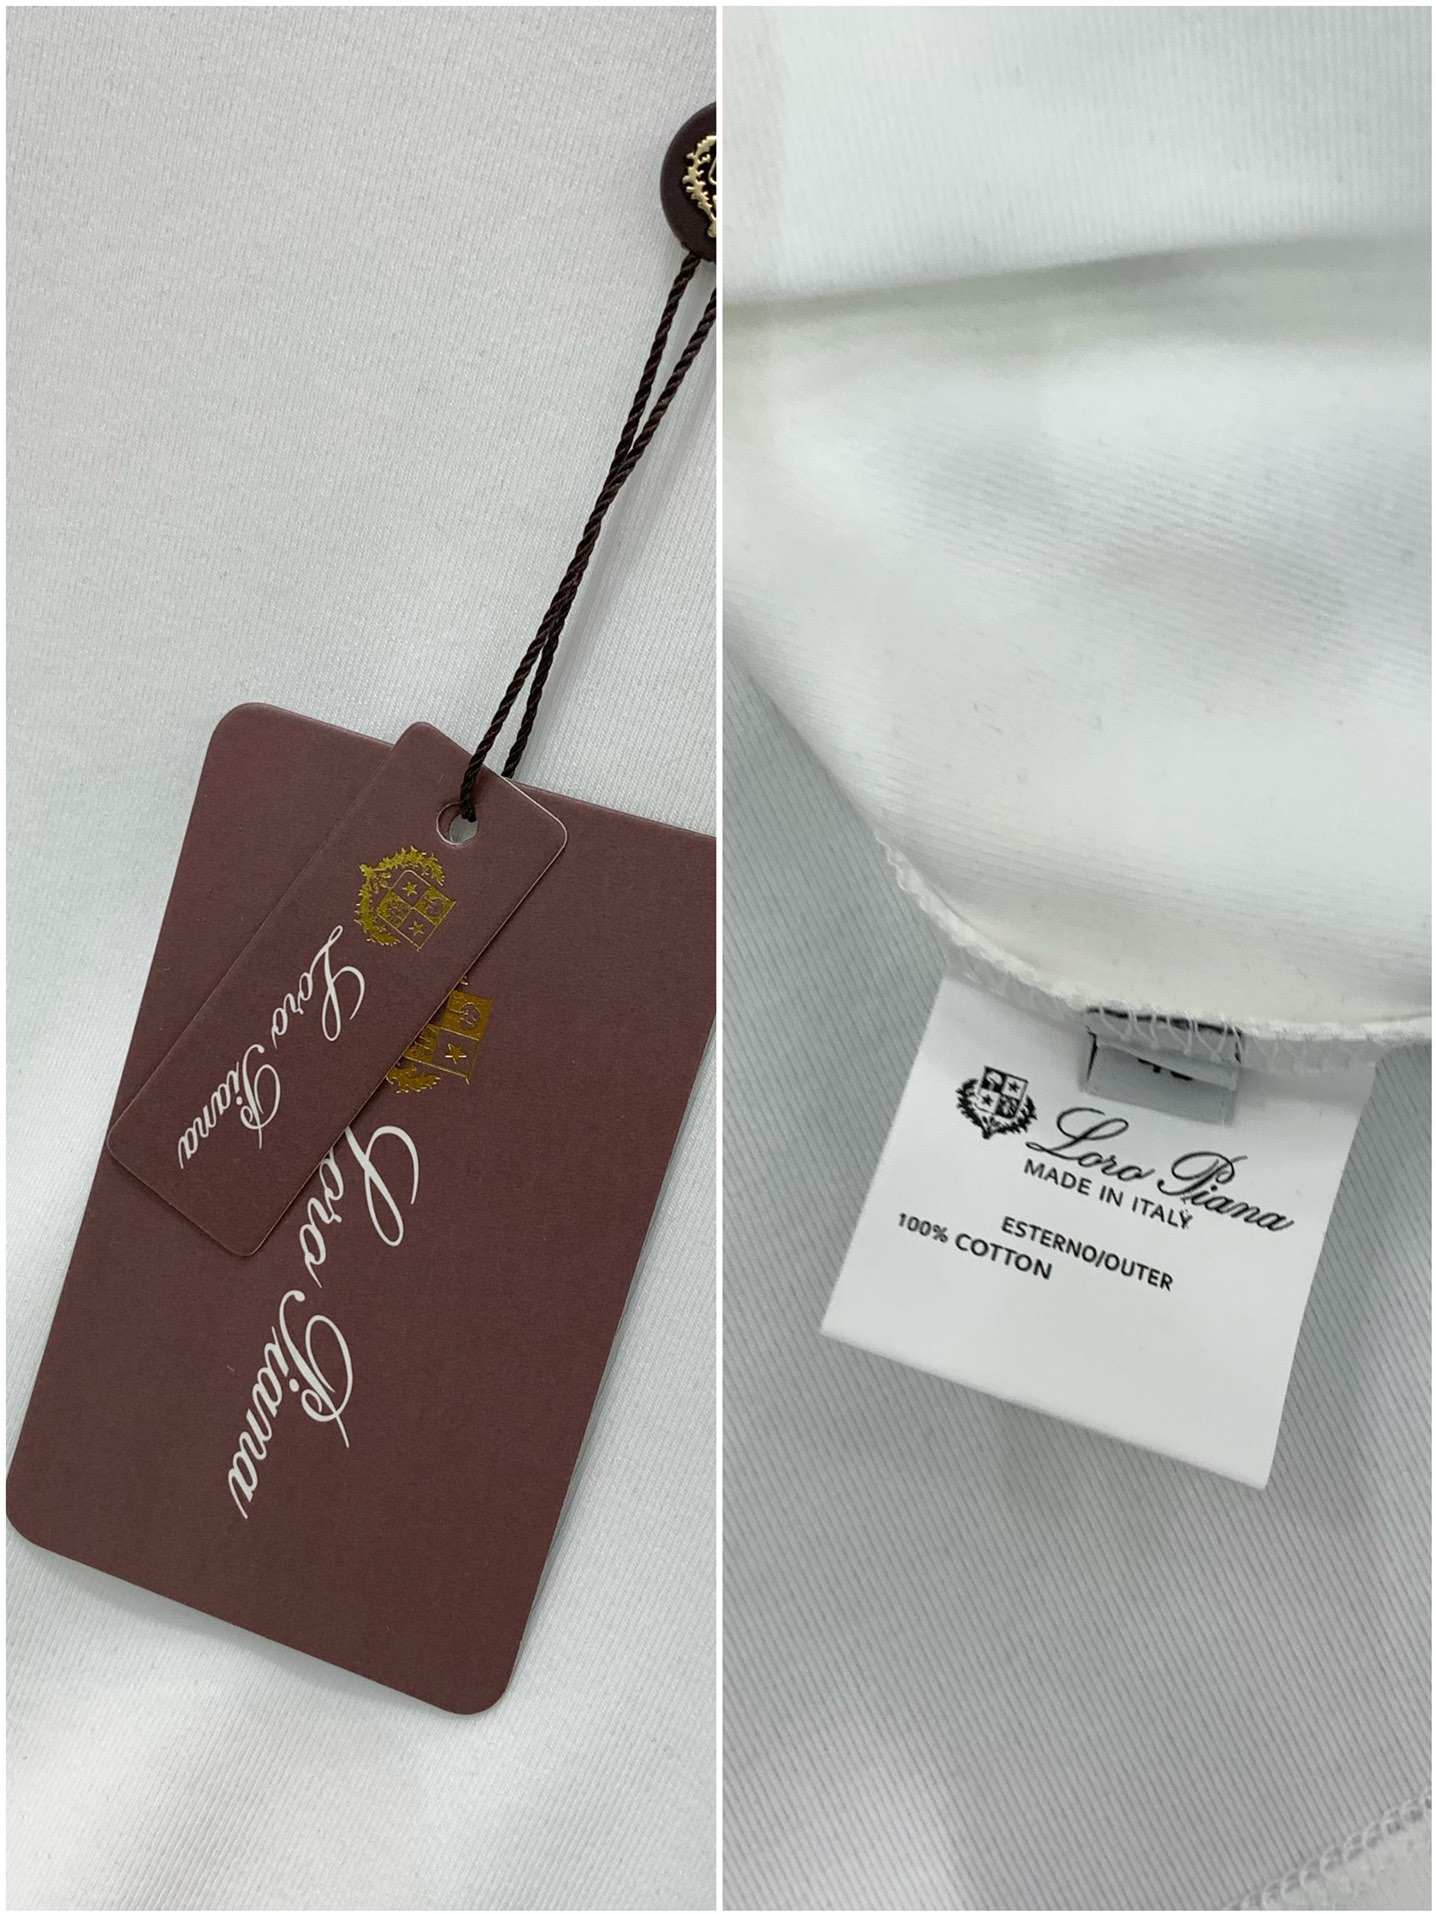 Loro Piana
Loro Piana
Loro Piana
MADE IN ITALY
ESTERNO/OUTER
100% COTTON